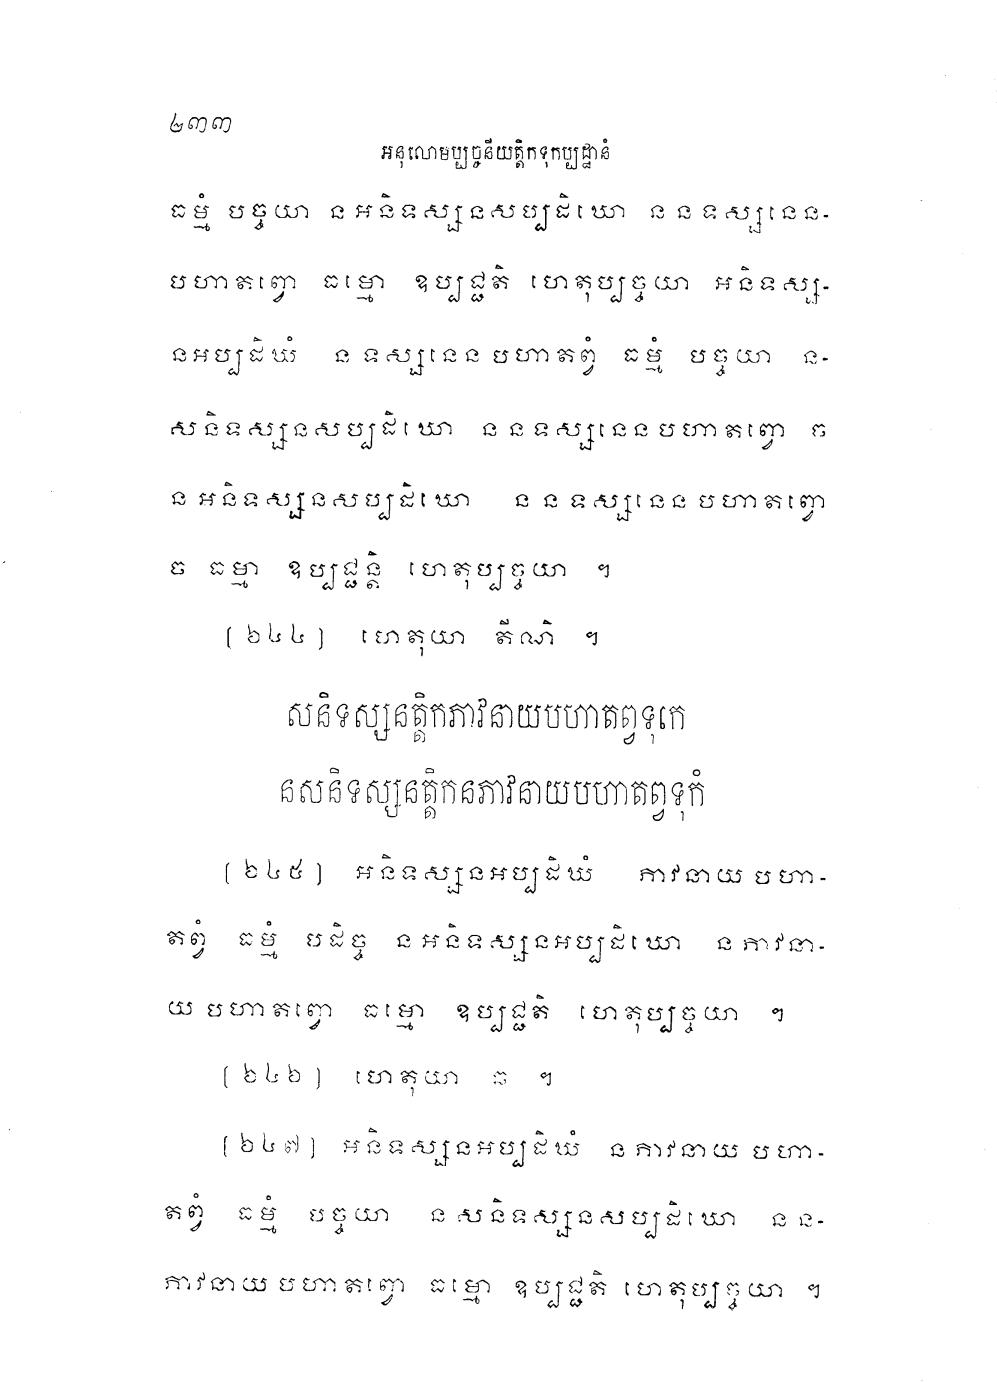 ២៣៣
អនុលោមប្បច្ចនីយត្តិកទុកប្បដ្ឋានំ
ធម្មំ បច្ចយា ន អនិទស្សនសប្បដិឃោ ន ន ទស្សនេន-
បហាតព្វោ ធម្មោ ឧប្បជ្ជតិ ហេតុប្បច្ចយា អនិទស្ស-
នអប្បដិឃំ ន ទស្សនេន បហាតព្វំ ធម្មំ បច្ចយា ន-
សនិទស្សនសប្បដិឃោ ន ន ទស្សនេន បហាតព្វោ ច
ន អនិទស្សនសប្បដិឃោ ន ន ទស្សនេន បហាតព្វោ
ច ធម្មា ឧប្បជ្ជន្តិ ហេតុប្បច្ចយា ។
(២៤៤) ហេតុយា តីណិ ។
សនិទស្សនត្តិកភាវនាយបហាតព្វទុកេ
នសនិទស្សនត្តិកនភាវនាយបហាតព្វទុកំ
(២៤៥) អនិទស្សនអប្បដិឃំ ភាវនាយ បហា-
តព្វំ ធម្មំ បដិច្ច ន អនិទស្សនអប្បដិឃោ ន ភាវនា-
យ បហាតព្វោ ធម្មោ ឧប្បជ្ជតិ ហេតុប្បច្ចយា ។
(២៤៦) ហេតុយា ឆ ។
(២៤៧) អនិទស្សនអប្បដិឃំ ន ភាវនាយ បហា-
តព្វំ ធម្មំ បច្ចយា ន សនិទស្សនសប្បដិឃោ ន ន-
ភាវនាយ បហាតព្វោ ធម្មោ ឧប្បជ្ជតិ ហេតុប្បច្ចយា ។